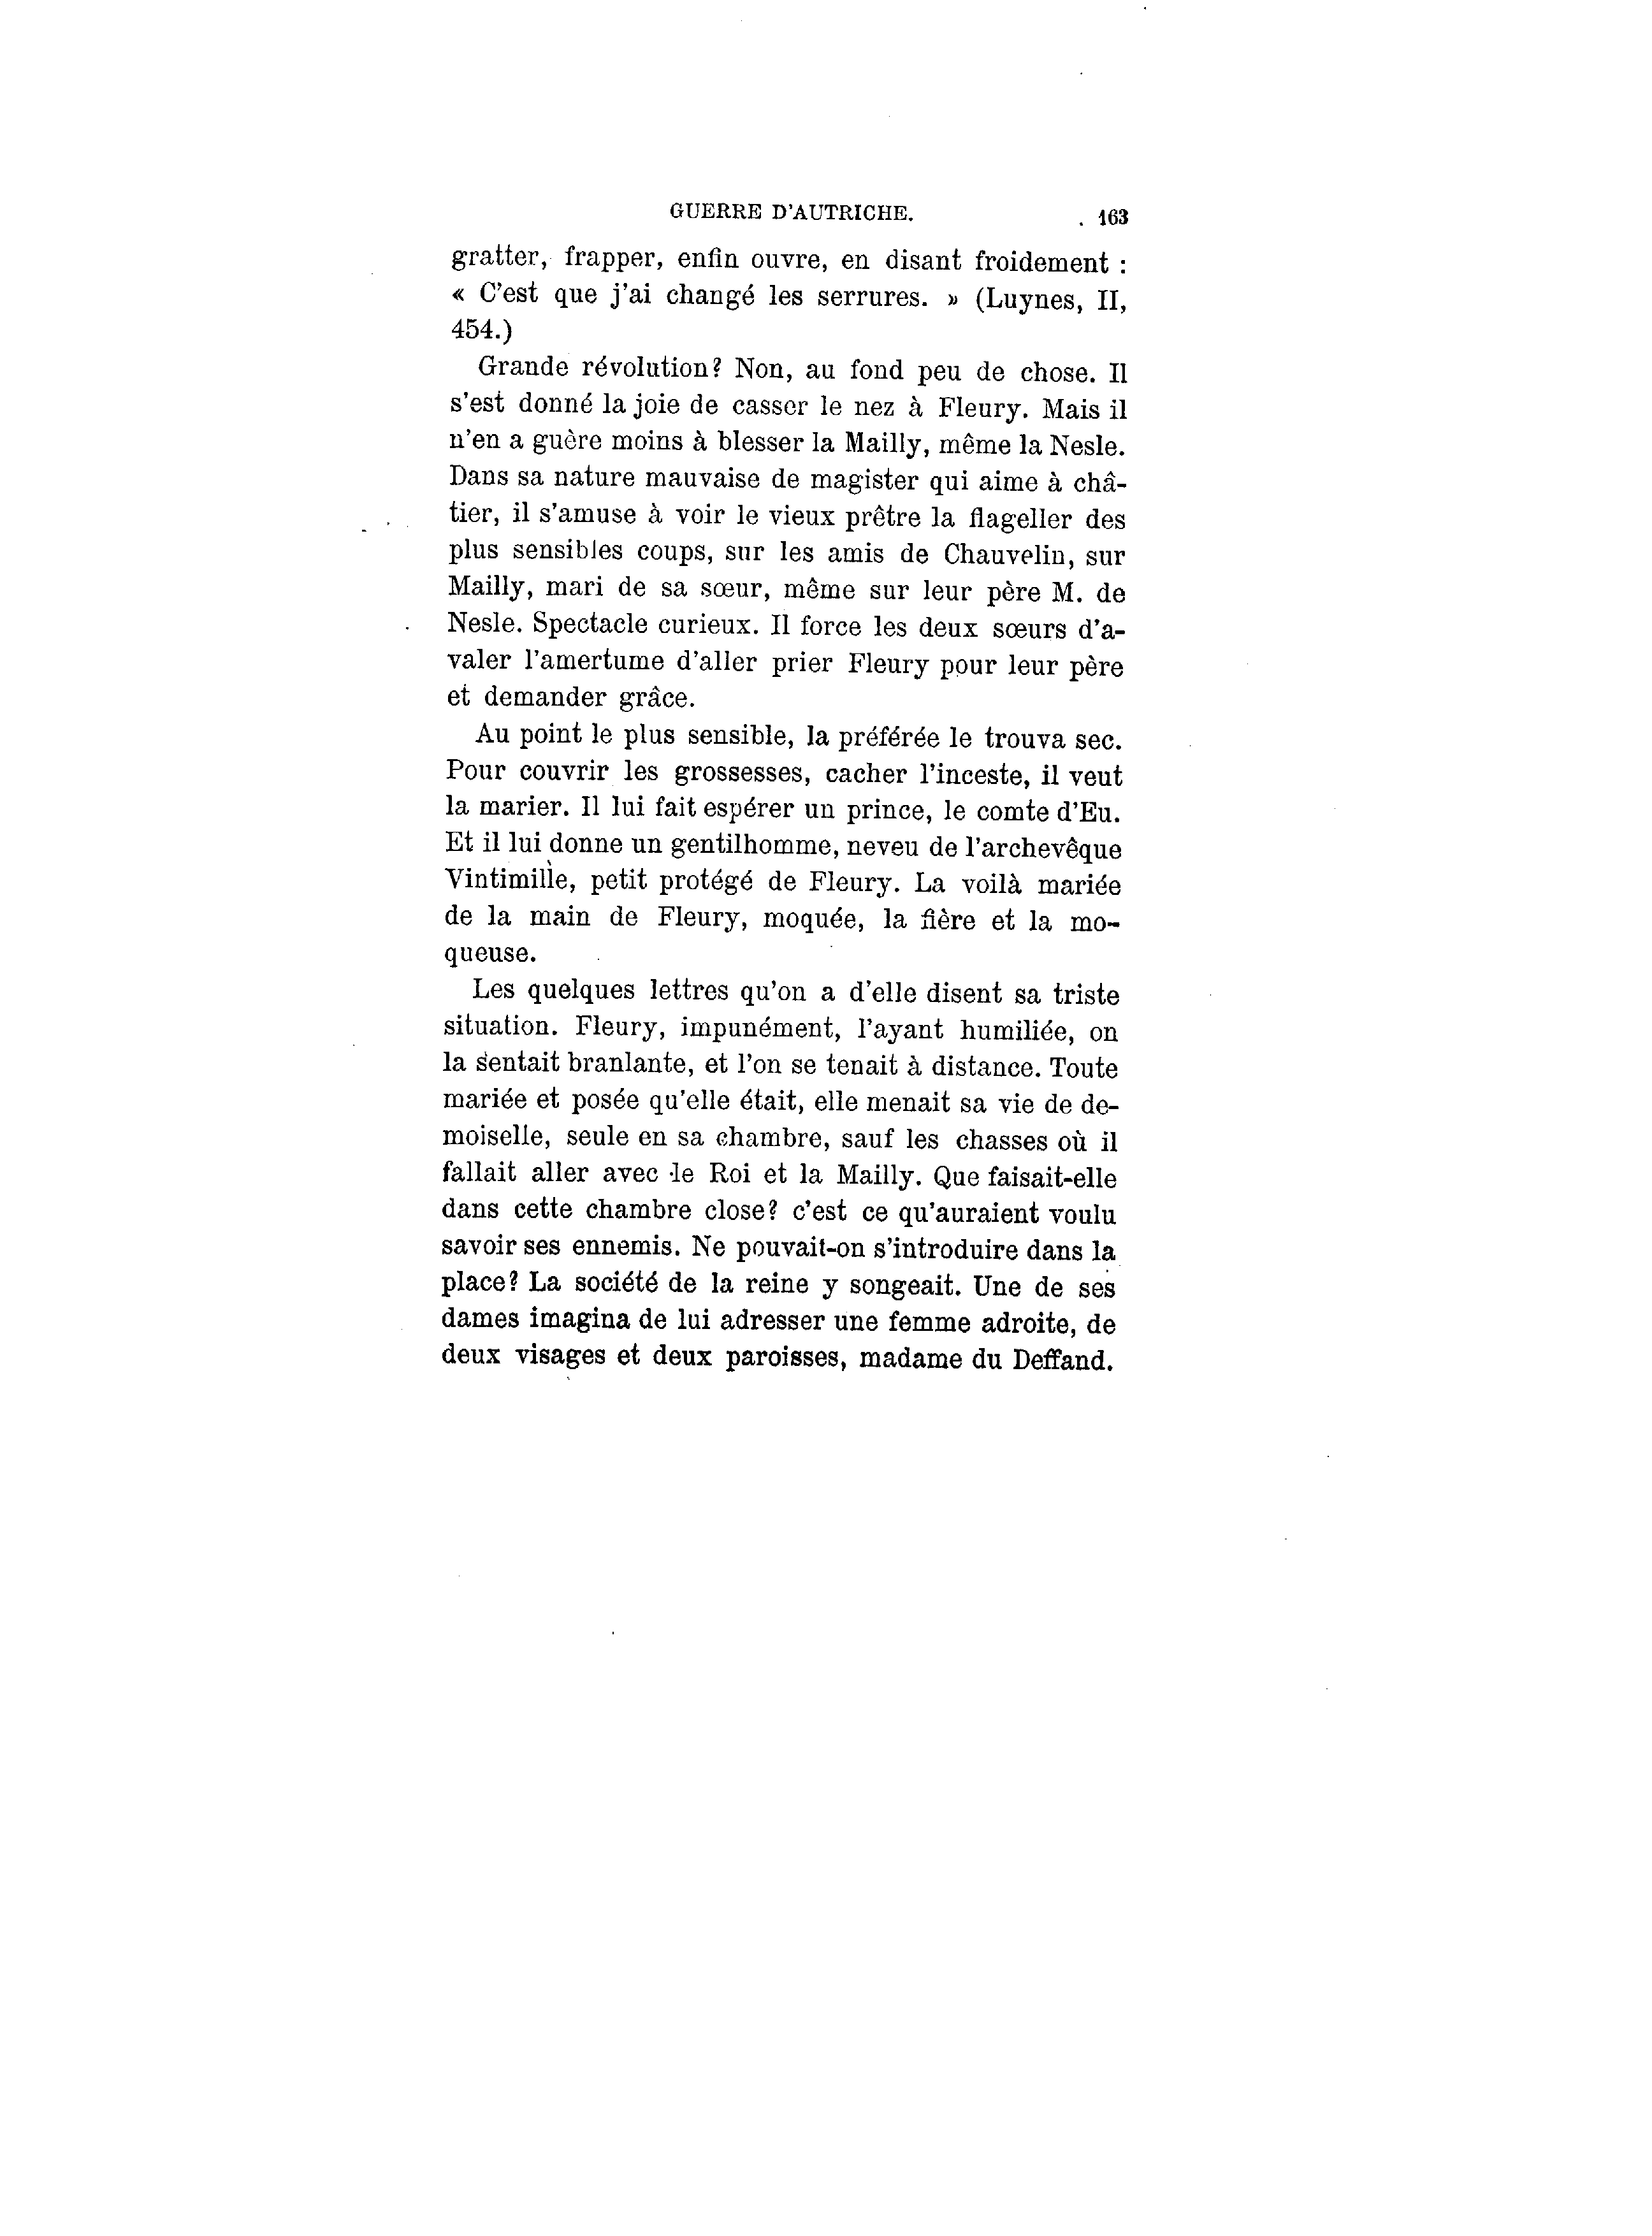 GUERRE D'AUTRICHE. 163
gratter, frapper, enfin ouvre, en disant froidement :
« C'est que j'ai changé les serrures. » (Luynes, II,
454.)
Grande révolution? Non, au fond peu de chose. Il
s'est donné la joie de casser le nez à Fleury. Mais il
n'en a guère moins à blesser la Mailly, même la Nesle.
Dans sa nature mauvaise de magister qui aime à châ-
tier, il s'amuse à voir le vieux prêtre la flageller des
plus sensibles coups, sur les amis de Chauvelin, sur
Mailly, mari de sa sœur, même sur leur père M. de
Nesle. Spectacle curieux. Il force les deux sœurs d'a-
valer l'amertume d'aller prier Fleury pour leur père
et demander grâce.
Au point le plus sensible, la préférée le trouva sec.
Pour couvrir les grossesses, cacher l'inceste, il veut
la marier. Il lui fait espérer un prince, le comte d'Eu.
Et il lui donne un gentilhomme, neveu de l'archevêque
Vintimille, petit protégé de Fleury. La voilà mariée
de la main de Fleury, moquée, la fière et la mo-
queuse.
Les quelques lettres qu'on a d'elle disent sa triste
situation. Fleury, impunément, l'ayant humiliée, on
la sentait branlante, et l'on se tenait à distance. Toute
mariée et posée qu'elle était, elle menait sa vie de de-
moiselle, seule en sa chambre, sauf les chasses où il
fallait aller avec le Roi et la Mailly. Que faisait-elle
dans cette chambre close? c'est ce qu'auraient voulu
savoir ses ennemis. Ne pouvait-on s'introduire dans la
place? La société de la reine y songeait. Une de ses
dames imagina de lui adresser une femme adroite, de
deux visages et deux paroisses, madame du Deffand.